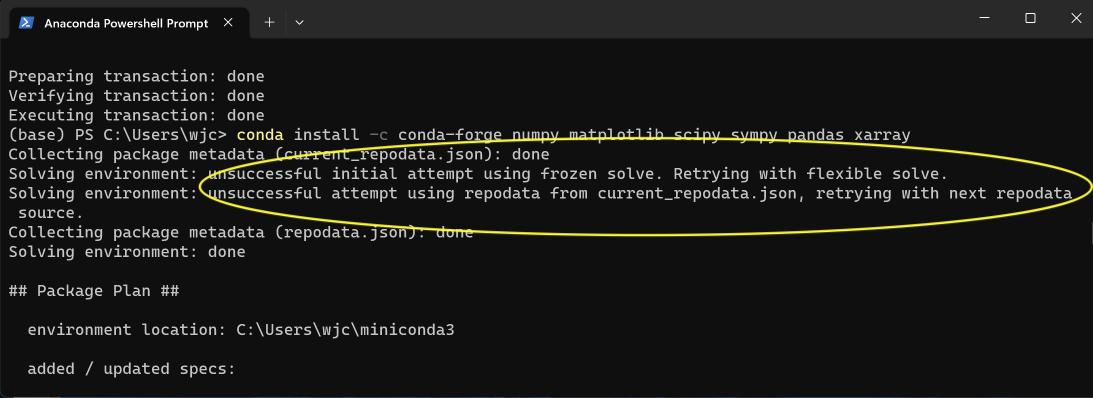 Anaconda Powershell Prompt
Preparing transaction: done
Verifying transaction: done
Executing transaction: done
(base) PS C:\Users\wjc> conda install -c conda-forge numpy matplotlib scipy sympy pandas xarray
Collecting package metadata (current_repodata.json): done
Solving environment: unsuccessful initial attempt using frozen solve. Retrying with flexible solve.
Solving environment: unsuccessful attempt using repodata from current_repodata.json, retrying with next repodata
source.
Collecting package metadata (repodata.json): done
Solving environment: done
## Package Plan ##
environment location: C:\Users\wjc\miniconda3
added / updated specs: